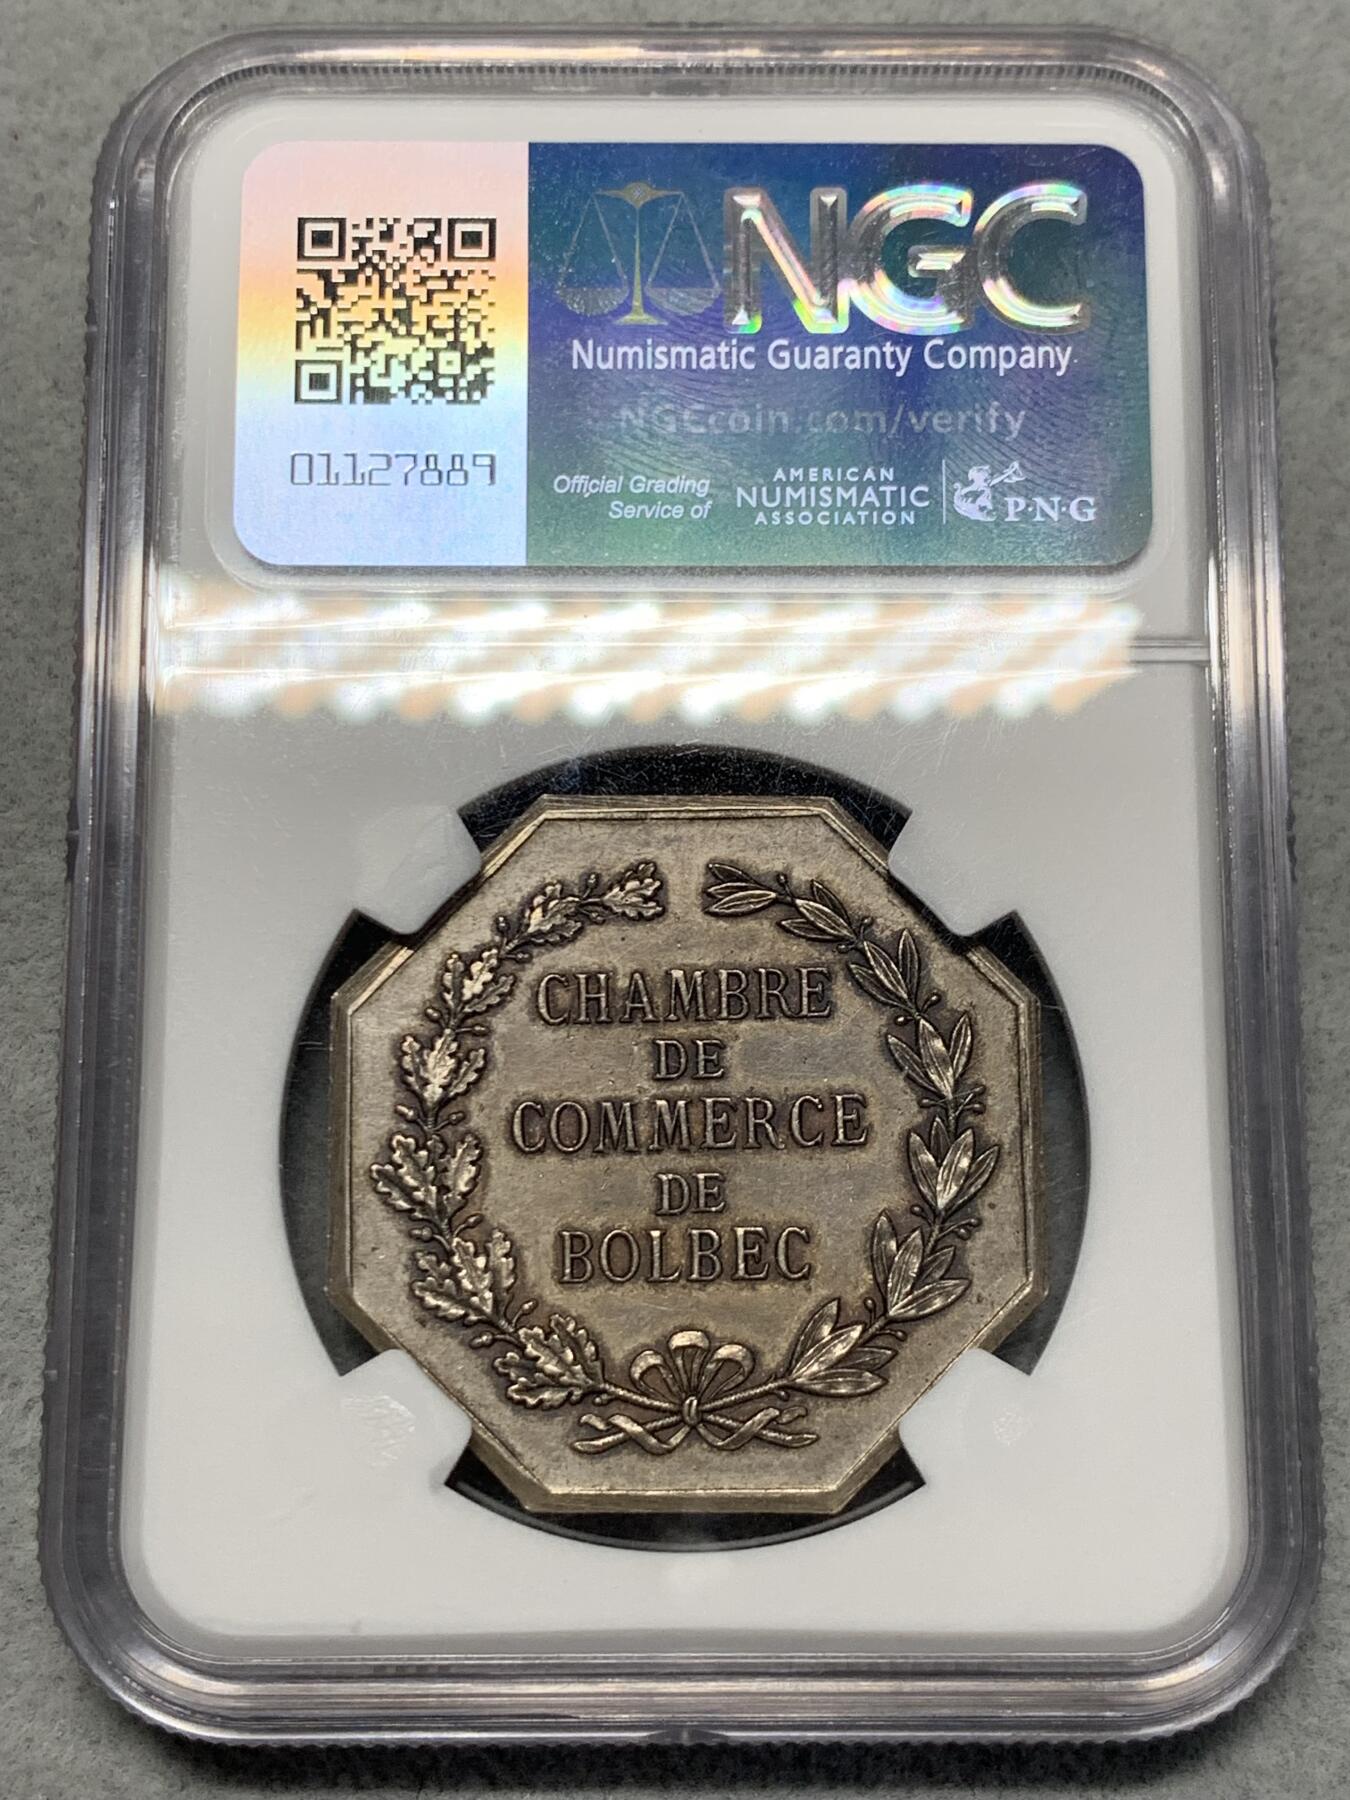 NGC
Numismatic Guaranty Company
NGCcoin.com/verify
01127889
Official Grading
Service of
AMERICAN
NUMISMATIC
ASSOCIATION
P·N·G
CHAMBRE
DE
COMMERCE
DE
BOLBEC